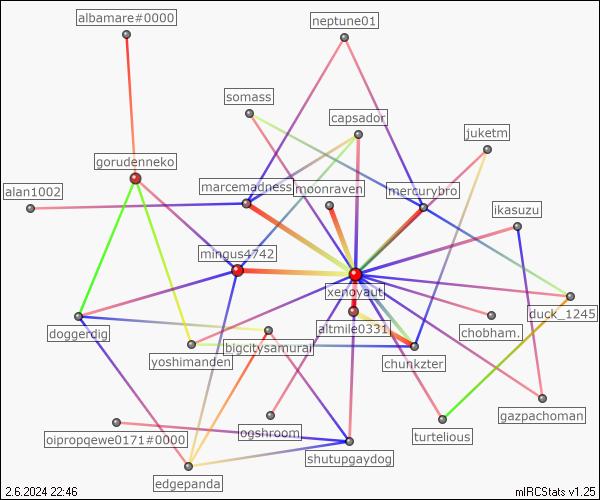 albamare#0000
neptune01
somass
capsador
juketm
gorudenneko
alan1002
marcemadness
moonraven
mercurybro
ikasuzu
mingus4742
xenoyaut
duck_1245
doggerdig
altmile0331
chobham.
yoshimanden
bigcitysamurai
chunkzter
gazpachoman
ogshroom
turtelious
oipropqewe0171#0000
shutupgaydog
edgepanda
2.6.2024 22:46
mIRCStats v1.25